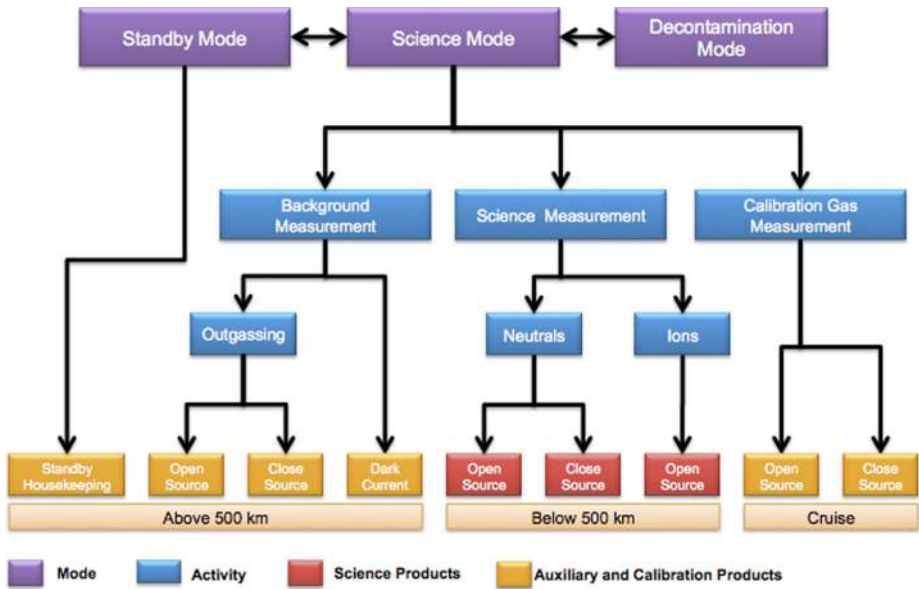 Standby Mode
Science Mode
Decontamination
Mode
Background
Measurement
Science Measurement
Calibration Gas
Measurement
Outgassing
Neutrals
Ions
Standby
Housekeeping
Open
Source
Close
Source
Dark
Current
Open
Source
Close
Source
Open
Source
Open
Source
Close
Source
Above 500 km
Below 500 km
Cruise
Mode
Activity
Science Products
Auxiliary and Calibration Products